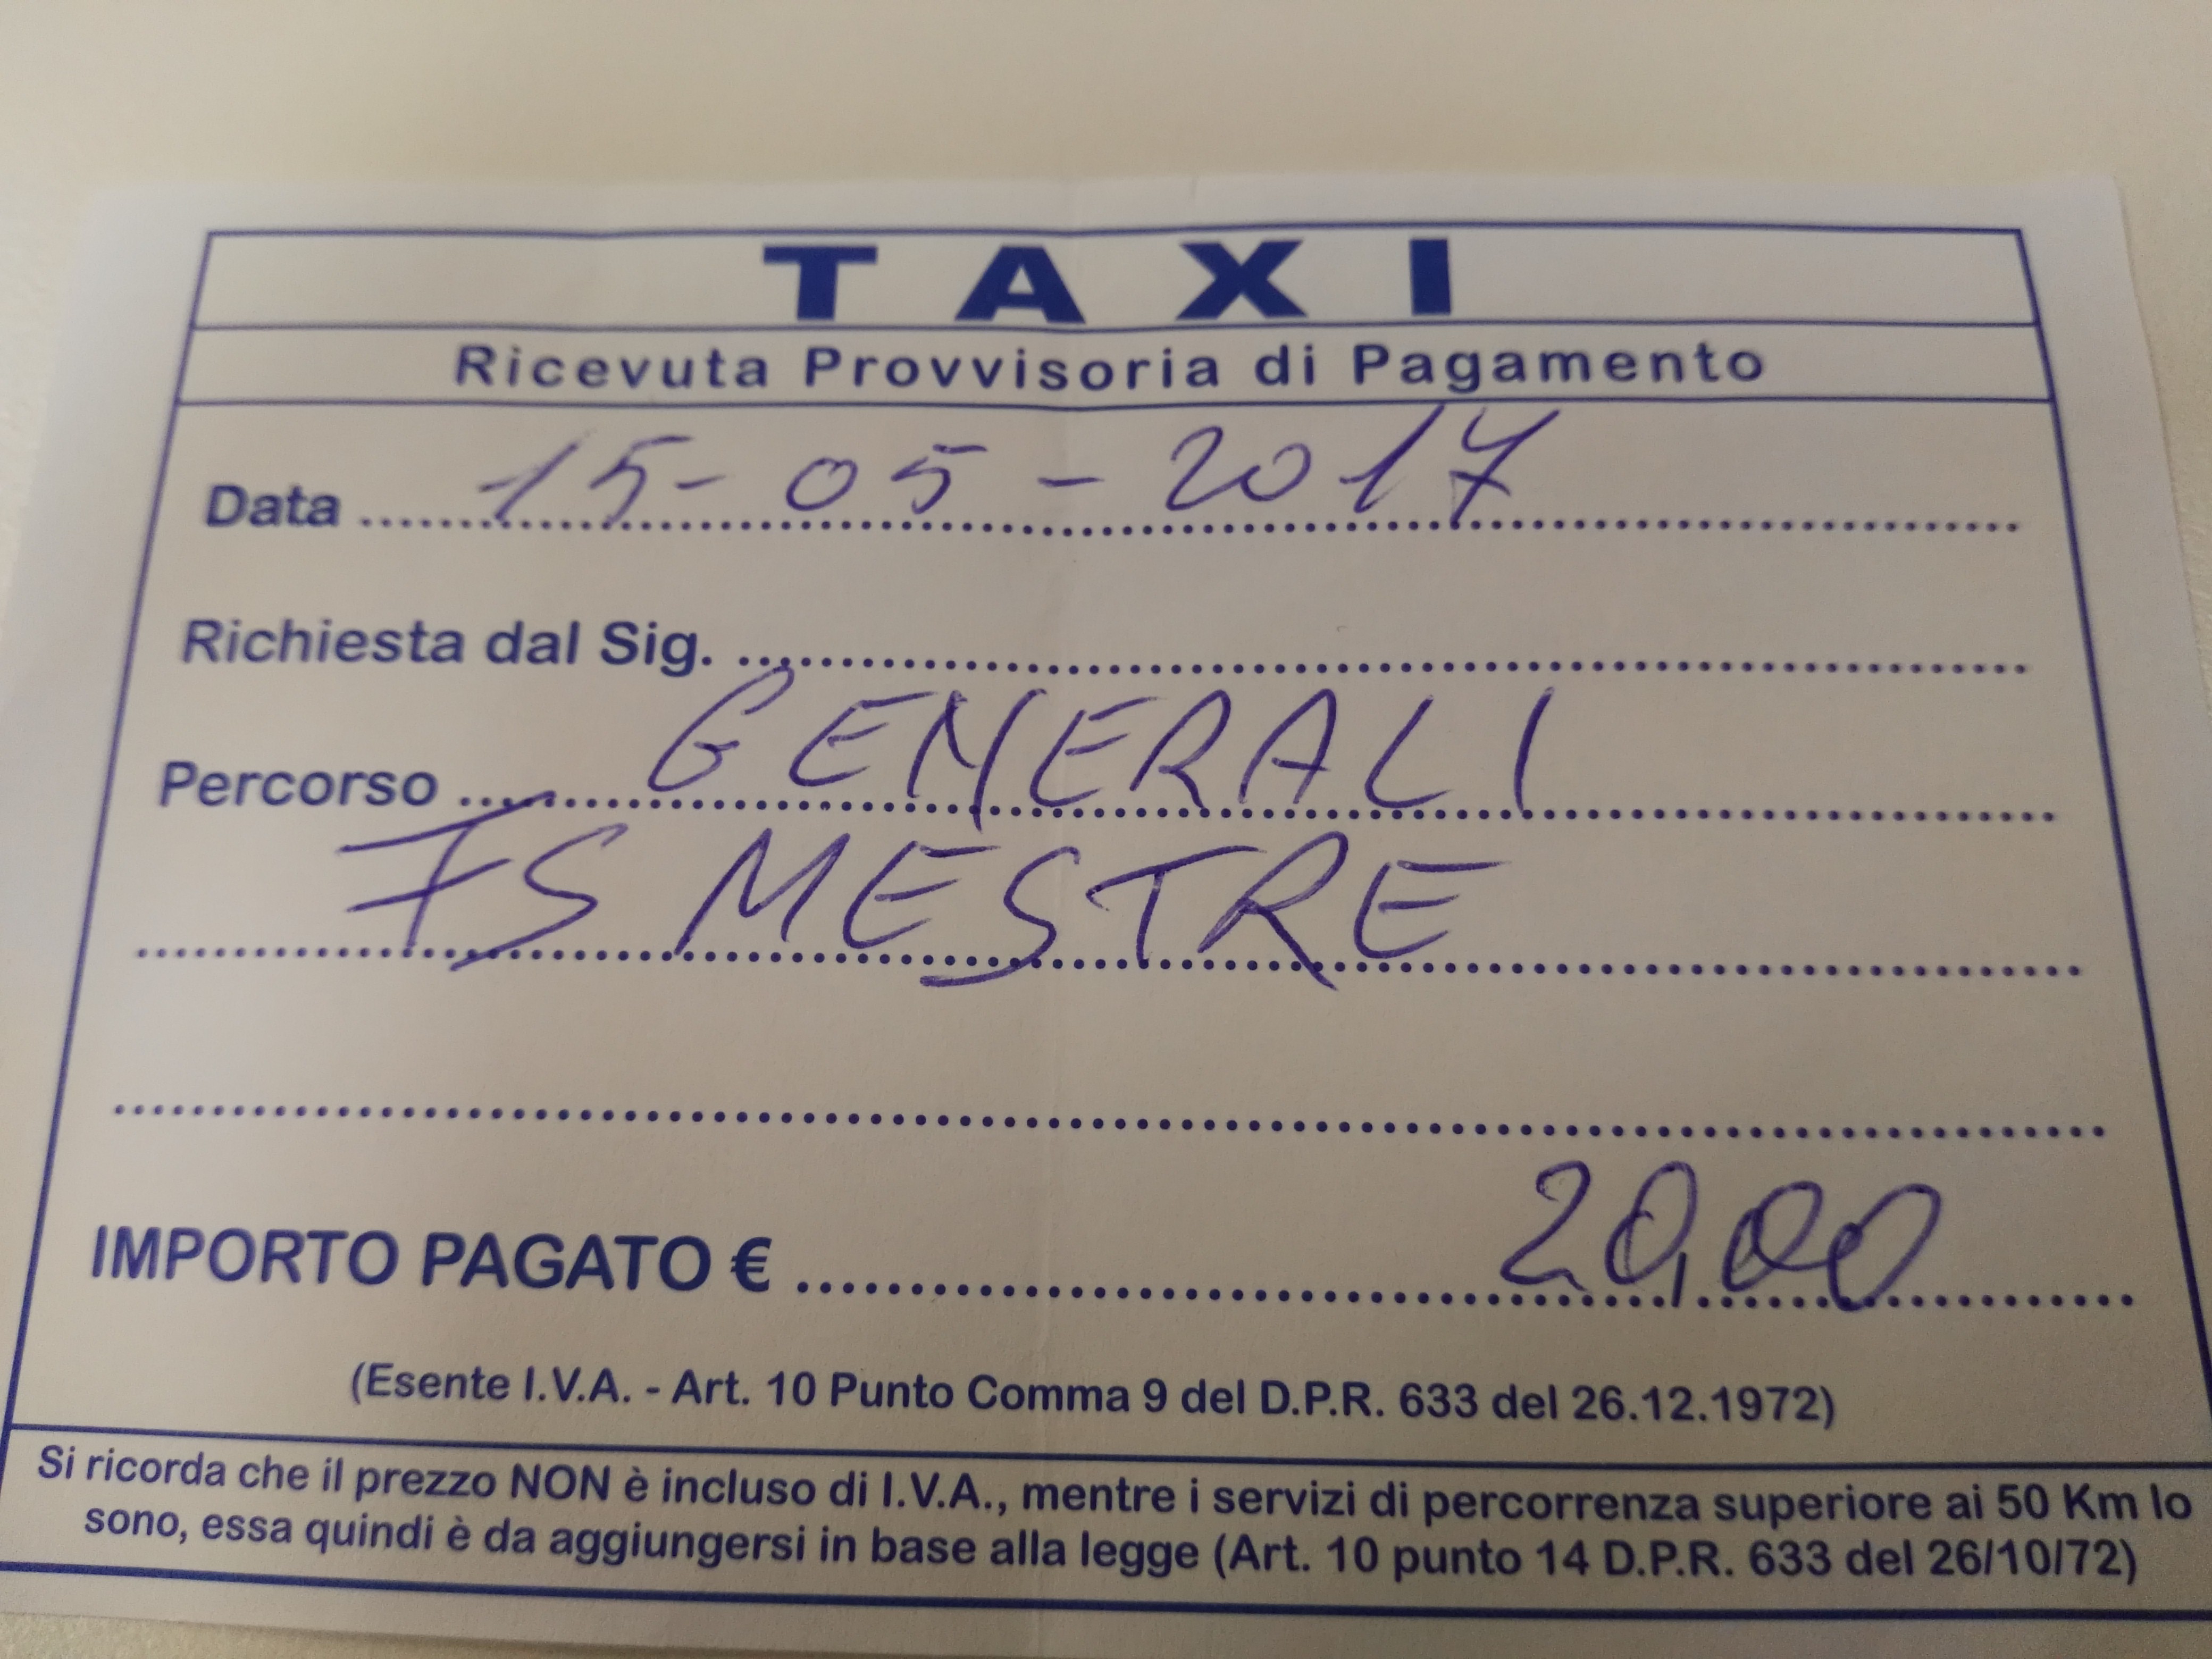 TAXI
Ricevuta Provvisoria di Pagamento
Data 15-05-2017
Richiesta dal Sig.
Percorso GENERALI
FS MESTRE
IMPORTO PAGATO € 20,00
(Esente I.V.A. - Art. 10 Punto Comma 9 del D.P.R. 633 del 26.12.1972)
Si ricorda che il prezzo NON è incluso di I.V.A., mentre i servizi di percorrenza superiore ai 50 Km lo
sono, essa quindi è da aggiungersi in base alla legge (Art. 10 punto 14 D.P.R. 633 del 26/10/72)